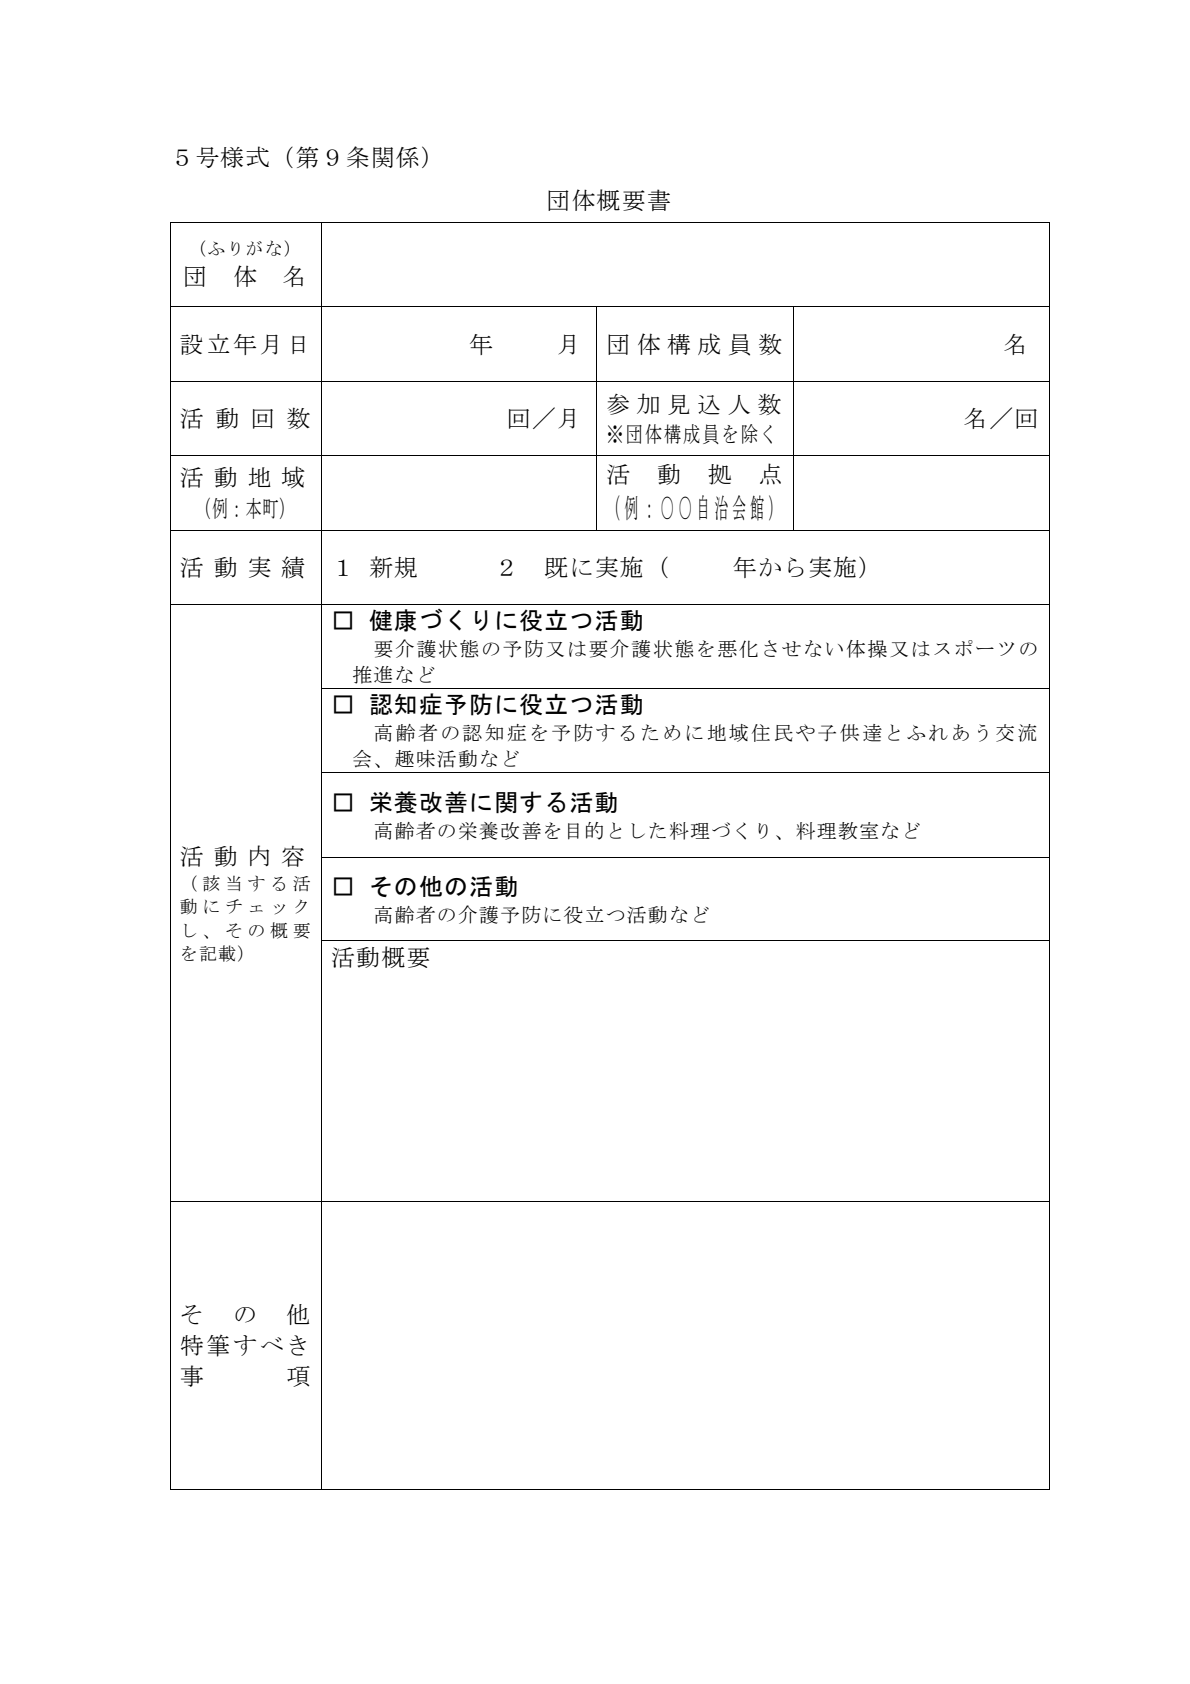 ５号様式（第９条関係）
団体概要書
（ふりがな）
団　体　名
設立年月日　年　月　団体構成員数　名
活動回数　回／月　参加見込人数
※団体構成員を除く　名／回
活動地域
（例：本町）
活　動　拠　点
（例：〇〇自治会館）
活動実績　１　新規　２　既に実施（　　年から実施）
活動内容
（該当する活
動にチェック
し、その概要
を記載）
□　健康づくりに役立つ活動
要介護状態の予防又は要介護状態を悪化させない体操又はスポーツの
推進など
□　認知症予防に役立つ活動
高齢者の認知症を予防するために地域住民や子供達とふれあう交流
会、趣味活動など
□　栄養改善に関する活動
高齢者の栄養改善を目的とした料理づくり、料理教室など
□　その他の活動
高齢者の介護予防に役立つ活動など
活動概要
そ　の　他
特筆すべき
事　　　項